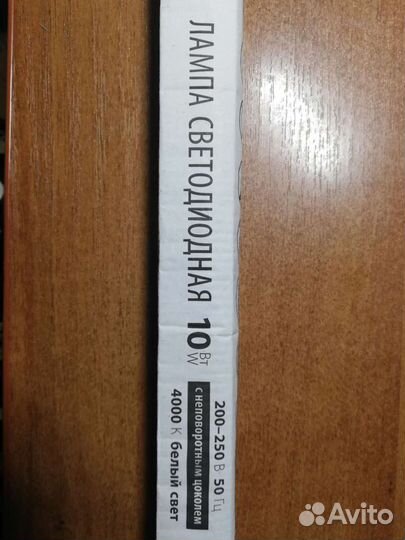 ЛАМПА СВЕТОДИОДНАЯ 10 Вт W
200–250 В 50 Гц
с неповоротным цоколем
4000 К белый свет
Avito